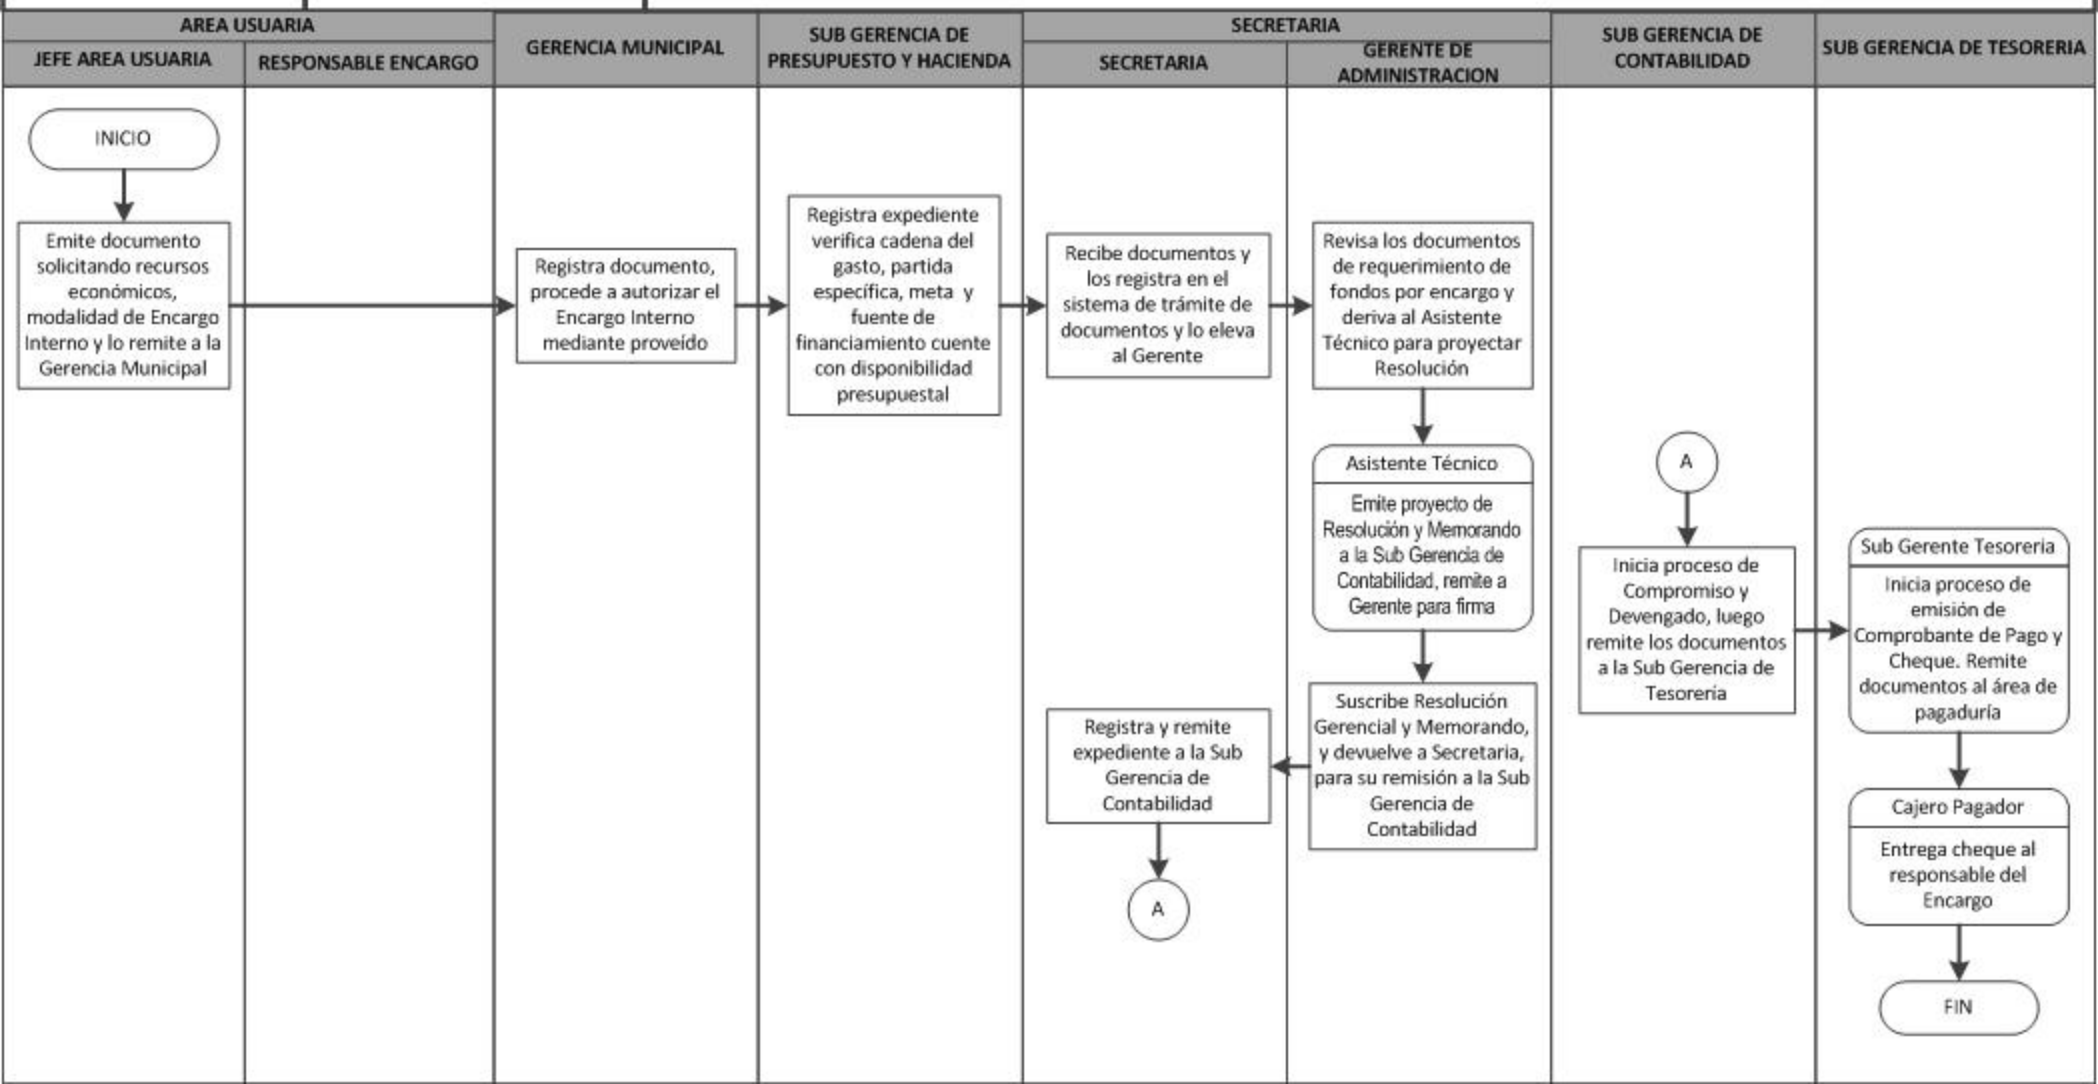 AREA USUARIA
JEFE AREA USUARIA
RESPONSABLE ENCARGO
GERENCIA MUNICIPAL
SUB GERENCIA DE
PRESUPUESTO Y HACIENDA
SECRETARIA
SECRETARIA
GERENTE DE
ADMINISTRACION
SUB GERENCIA DE
CONTABILIDAD
SUB GERENCIA DE TESORERIA
INICIO
Emite documento
solicitando recursos
económicos,
modalidad de Encargo
Interno y lo remite a la
Gerencia Municipal
Registra documento,
procede a autorizar el
Encargo Interno
mediante proveído
Registra expediente
verifica cadena del
gasto, partida
específica, meta y
fuente de
financiamiento cuente
con disponibilidad
presupuestal
Recibe documentos y
los registra en el
sistema de trámite de
documentos y lo eleva
al Gerente
Revisa los documentos
de requerimiento de
fondos por encargo y
deriva al Asistente
Técnico para proyectar
Resolución
Asistente Técnico
Emite proyecto de
Resolución y Memorando
a la Sub Gerencia de
Contabilidad, remite a
Gerente para firma
Suscribe Resolución
Gerencial y Memorando,
y devuelve a Secretaria,
para su remisión a la Sub
Gerencia de
Contabilidad
Registra y remite
expediente a la Sub
Gerencia de
Contabilidad
A
A
Inicia proceso de
Compromiso y
Devengado, luego
remite los documentos
a la Sub Gerencia de
Tesorería
Sub Gerente Tesoreria
Inicia proceso de
emisión de
Comprobante de Pago y
Cheque. Remite
documentos al área de
pagaduría
Cajero Pagador
Entrega cheque al
responsable del
Encargo
FIN